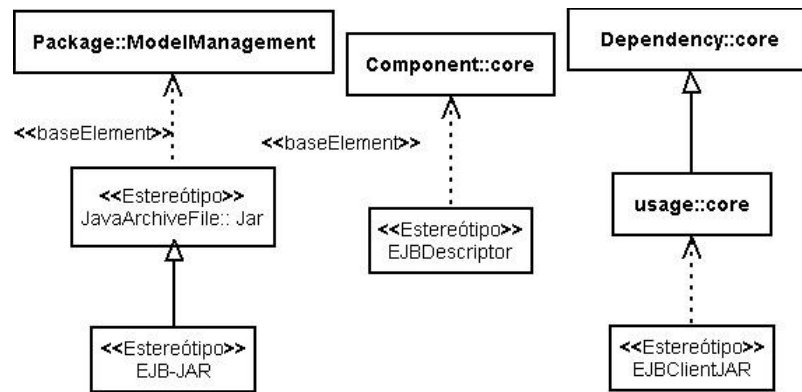 Package::ModelManagement
Component::core
Dependency::core
<<baseElement>>
<<baseElement>>
<<Estereótipo>>
JavaArchiveFile:: Jar
<<Estereótipo>>
EJBDescriptor
usage::core
<<Estereótipo>>
EJB-JAR
<<Estereótipo>>
EJBClientJAR